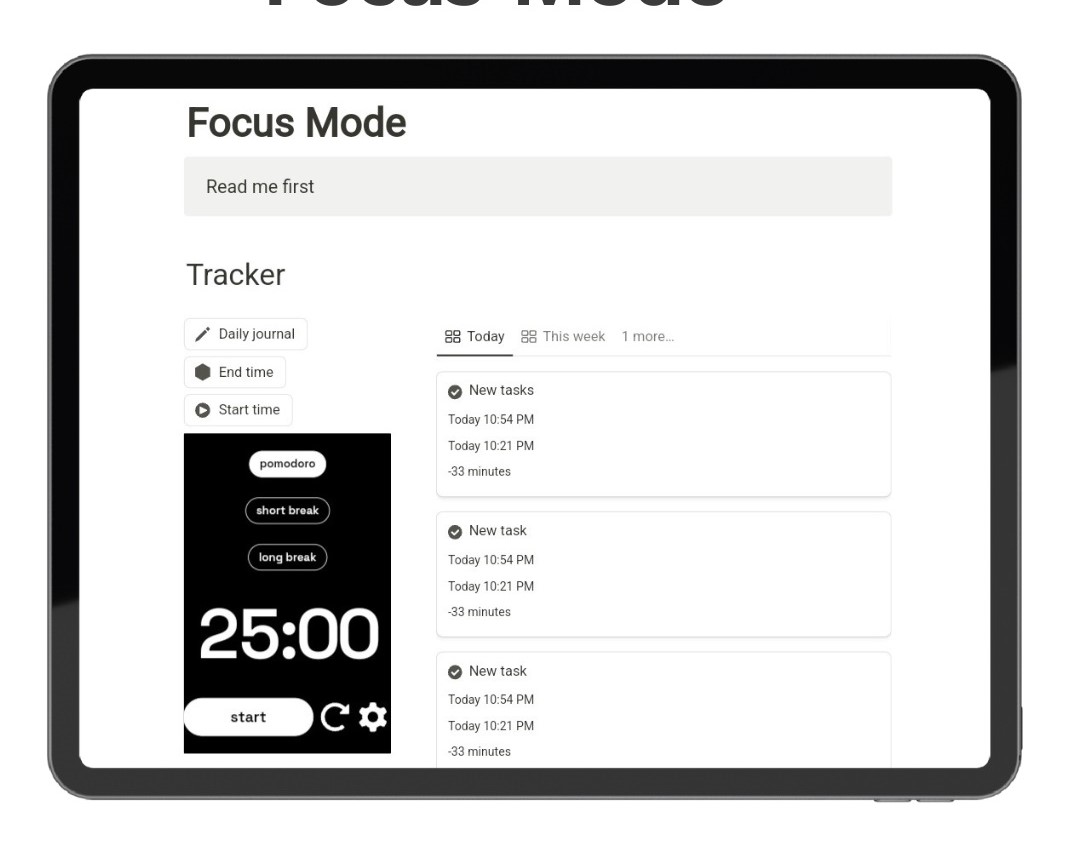 Focus Mode
Focus Mode
Read me first
Tracker
Daily journal
End time
Start time
pomodoro
short break
long break
25:00
start
Today
This week
1 more...
New tasks
Today 10:54 PM
Today 10:21 PM
-33 minutes
New task
Today 10:54 PM
Today 10:21 PM
-33 minutes
New task
Today 10:54 PM
Today 10:21 PM
-33 minutes